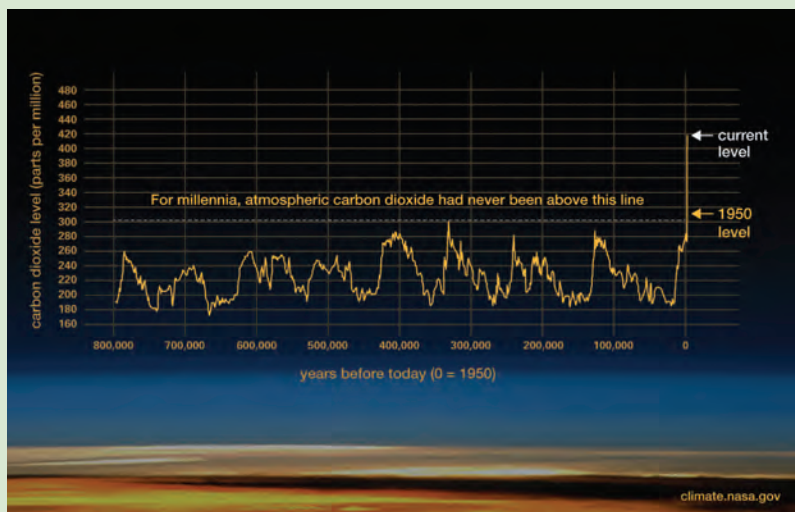 carbon dioxide level (parts per million)
480
460
440
420
400
380
360
340
320
300
280
260
240
220
200
180
160
For millennia, atmospheric carbon dioxide had never been above this line
current
level
1950
level
800,000 700,000 600,000 500,000 400,000 300,000 200,000 100,000 0
years before today (0 = 1950)
climate.nasa.gov